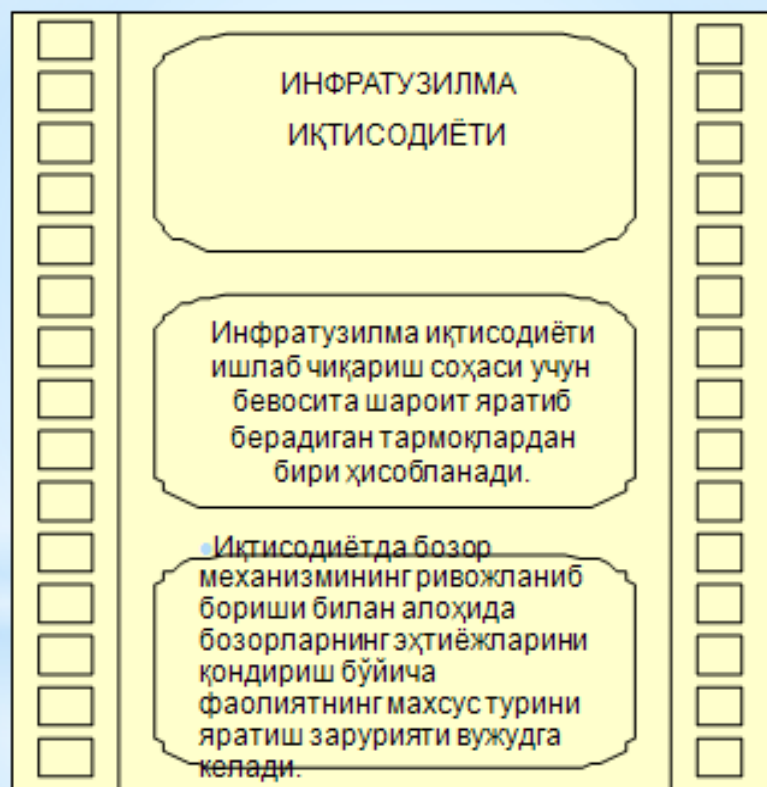 ИНФРАТУЗИЛМА
ИҚТИСОДИЁТИ
Инфратузилма иқтисодиёти
ишлаб чиқариш соҳаси учун
бевосита шароит яратиб
берадиган тармоқлардан
бири ҳисобланади.
•Иқтисодиётда бозор
механизмининг ривожланиб
бориши билан алоҳида
бозорларнинг эҳтиёжларини
қондириш бўйича
фаолиятнинг махсус турини
яратиш зарурияти вужудга
келади.